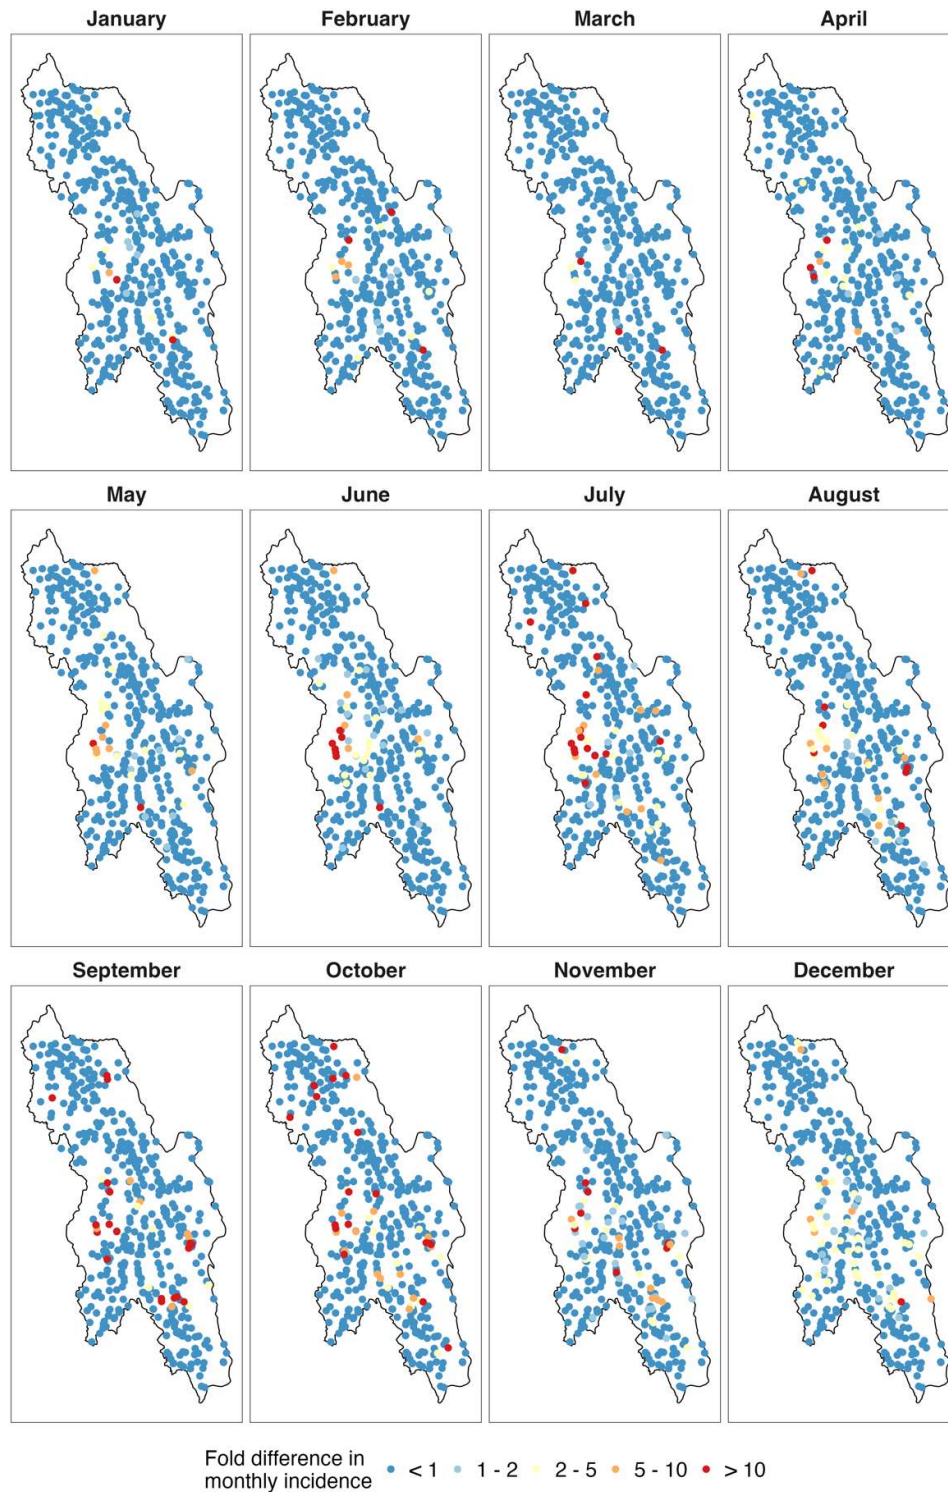 January February March April
May June July August
September October November December
Fold difference in
monthly incidence < 1 1 - 2 2 - 5 5 - 10 > 10